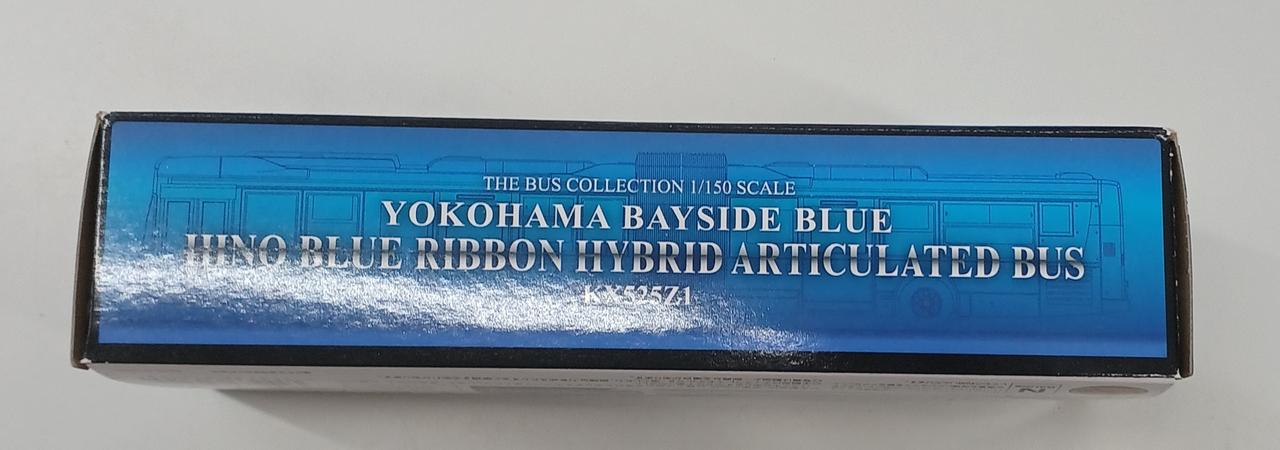 THE BUS COLLECTION 1/150 SCALE
YOKOHAMA BAYSIDE BLUE
HINO BLUE RIBBON HYBRID ARTICULATED BUS
KX525Z1